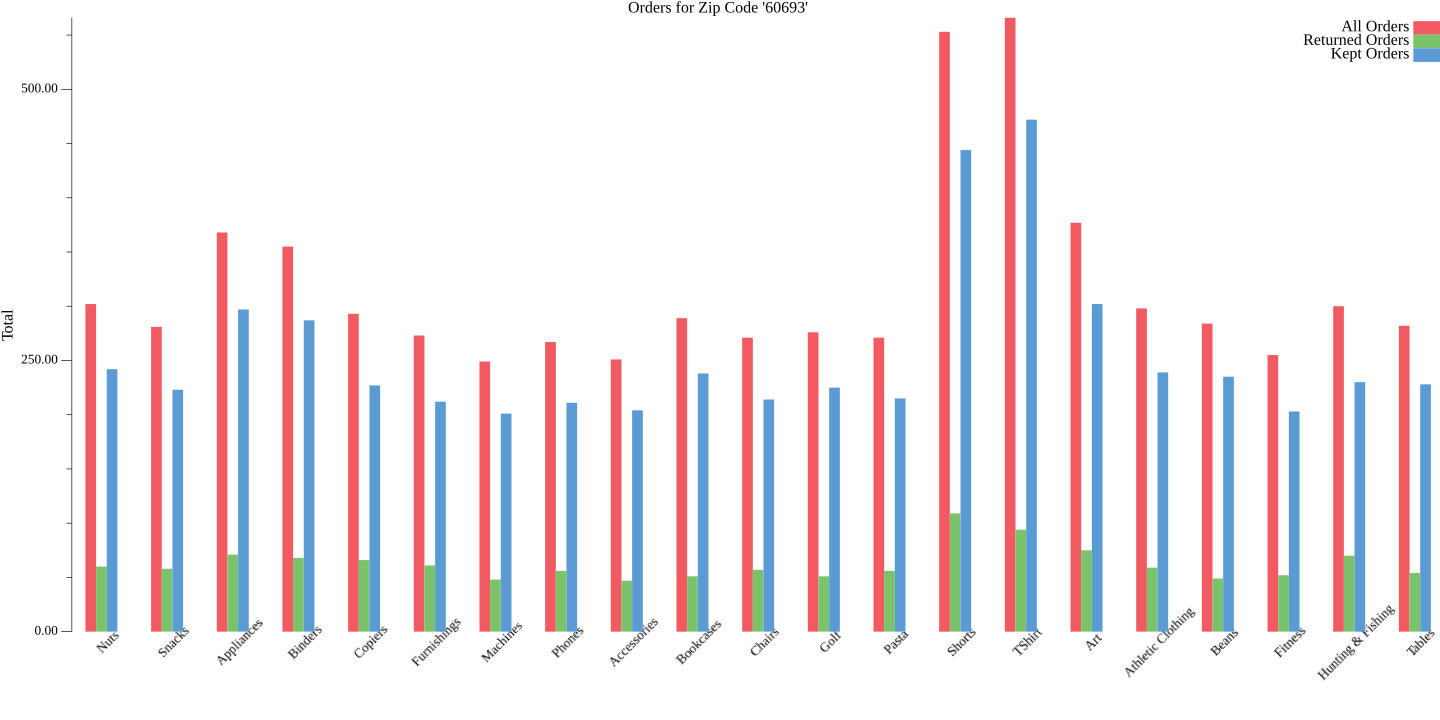 Orders for Zip Code '60693'
All Orders
Returned Orders
Kept Orders
Total
500.00
250.00
0.00
Nuts
Snacks
Appliances
Binders
Copiers
Furnishings
Machines
Phones
Accessories
Bookcases
Chairs
Golf
Pasta
Shorts
TShirt
Art
Athletic Clothing
Beans
Fitness
Hunting & Fishing
Tables